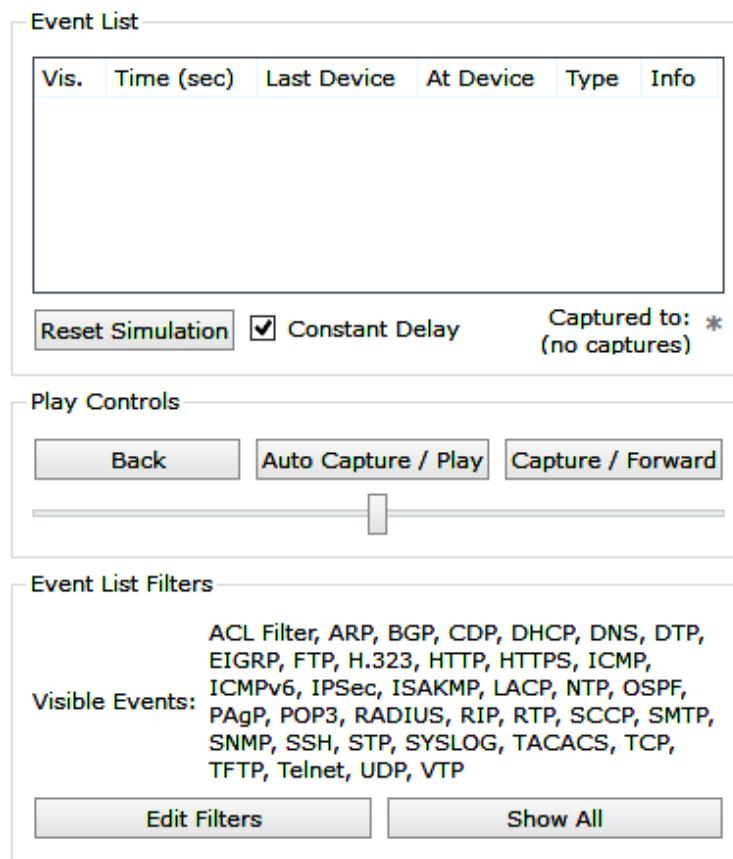 Event List
Vis. Time (sec) Last Device At Device Type Info
Reset Simulation Constant Delay Captured to: *
(no captures)
Play Controls
Back Auto Capture / Play Capture / Forward
Event List Filters
ACL Filter, ARP, BGP, CDP, DHCP, DNS, DTP,
EIGRP, FTP, H.323, HTTP, HTTPS, ICMP,
Visible Events: ICMPv6, IPSec, ISAKMP, LACP, NTP, OSPF,
PAgP, POP3, RADIUS, RIP, RTP, SCCP, SMTP,
SNMP, SSH, STP, SYSLOG, TACACS, TCP,
TFTP, Telnet, UDP, VTP
Edit Filters Show All